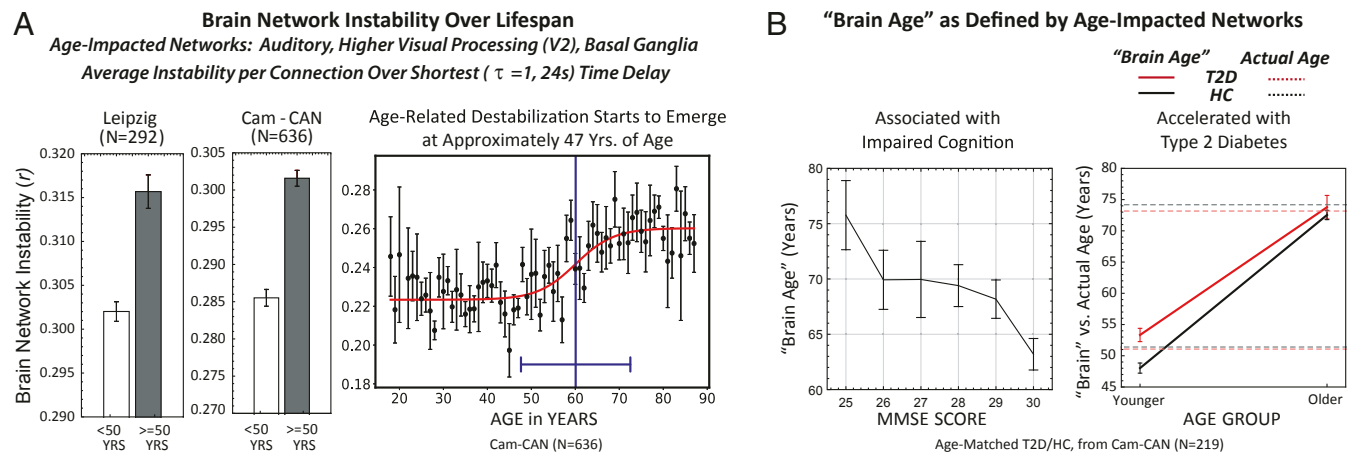 A
Brain Network Instability Over Lifespan
Age-Impacted Networks: Auditory, Higher Visual Processing (V2), Basal Ganglia
Average Instability per Connection Over Shortest ( τ =1, 24s) Time Delay
Leipzig
(N=292)
Cam - CAN
(N=636)
Age-Related Destabilization Starts to Emerge
at Approximately 47 Yrs. of Age
Brain Network Instability (r)
0.320
0.315
0.310
0.305
0.300
0.295
0.290
<50
YRS
>=50
YRS
0.305
0.300
0.295
0.290
0.285
0.280
0.275
0.270
<50
YRS
>=50
YRS
0.28
0.26
0.24
0.22
0.20
0.18
20 30 40 50 60 70 80 90
AGE in YEARS
Cam-CAN (N=636)
B
“Brain Age” as Defined by Age-Impacted Networks
“Brain Age” Actual Age
T2D
HC
Associated with
Impaired Cognition
“Brain Age” (Years)
80
75
70
65
60
25 26 27 28 29 30
MMSE SCORE
Accelerated with
Type 2 Diabetes
“Brain” vs. Actual Age (Years)
80
75
70
65
60
55
50
45
Younger Older
AGE GROUP
Age-Matched T2D/HC, from Cam-CAN (N=219)